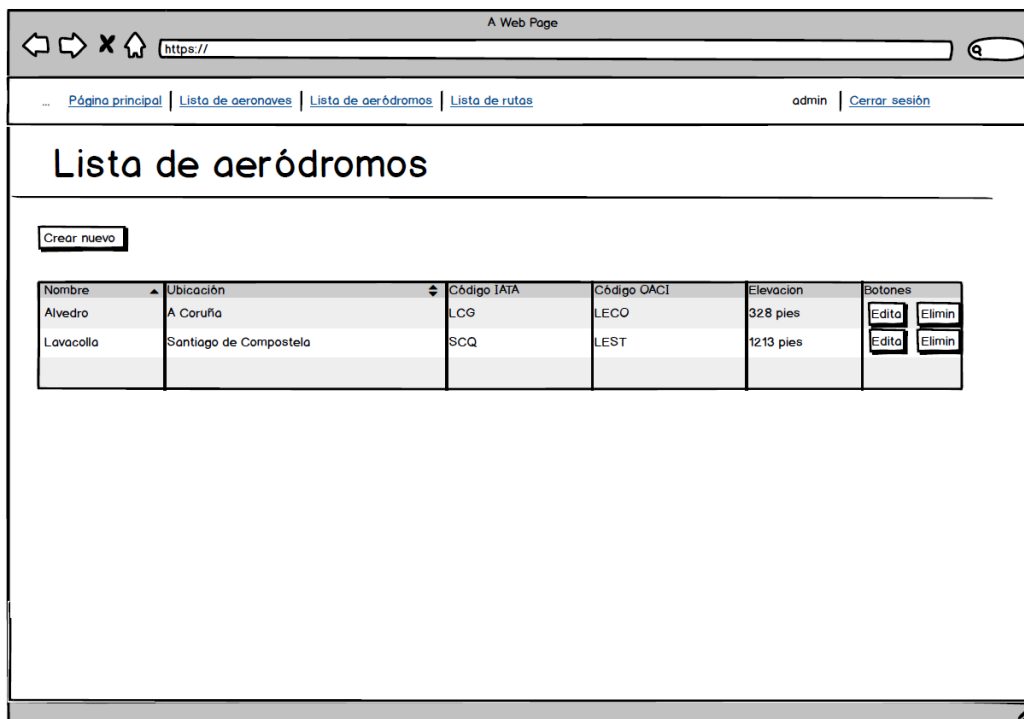 A Web Page
https://
... Página principal Lista de aeronaves Lista de aeródromos Lista de rutas admin Cerrar sesión
Lista de aeródromos
Crear nuevo
Nombre Ubicación Código IATA Código OACI Elevacion Botones
Alvedro A Coruña LCG LECO 328 pies Edita Elimin
Lavacolla Santiago de Compostela SCQ LEST 1213 pies Edita Elimin